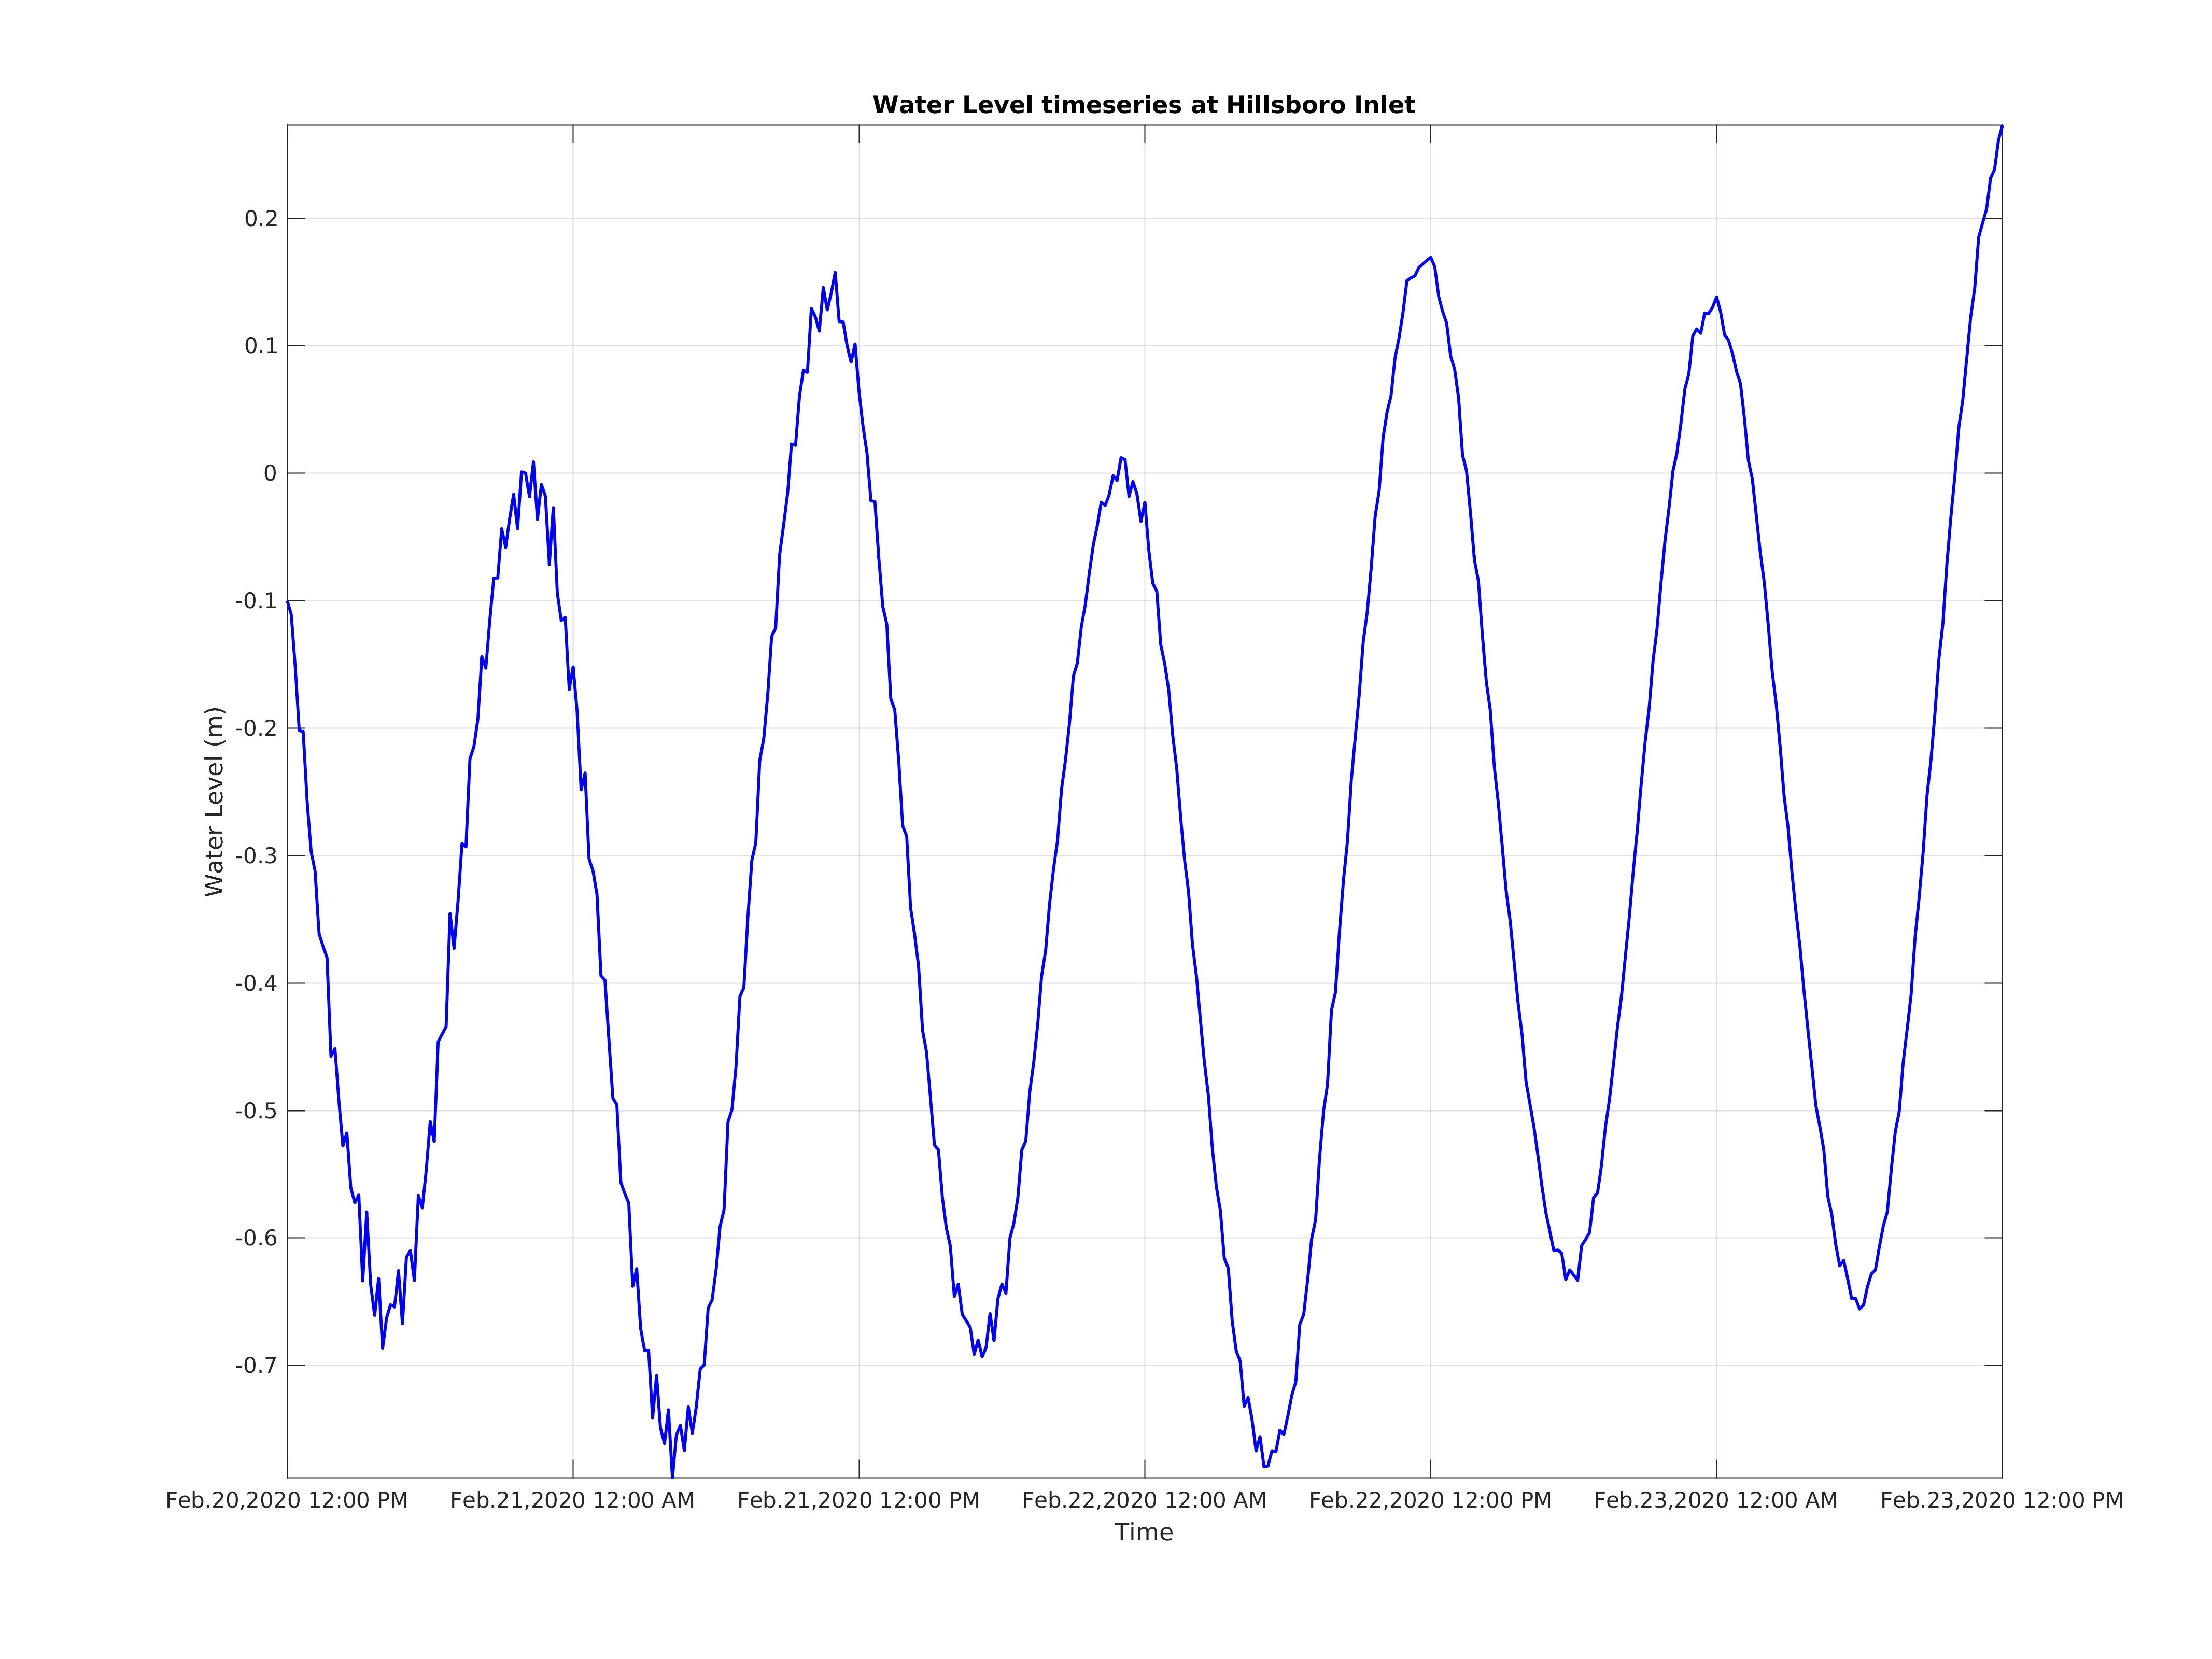 Water Level timeseries at Hillsboro Inlet
0.2
0.1
0
-0.1
-0.2
-0.3
-0.4
-0.5
-0.6
-0.7
Water Level (m)
Feb.20,2020 12:00 PM
Feb.21,2020 12:00 AM
Feb.21,2020 12:00 PM
Feb.22,2020 12:00 AM
Feb.22,2020 12:00 PM
Feb.23,2020 12:00 AM
Feb.23,2020 12:00 PM
Time